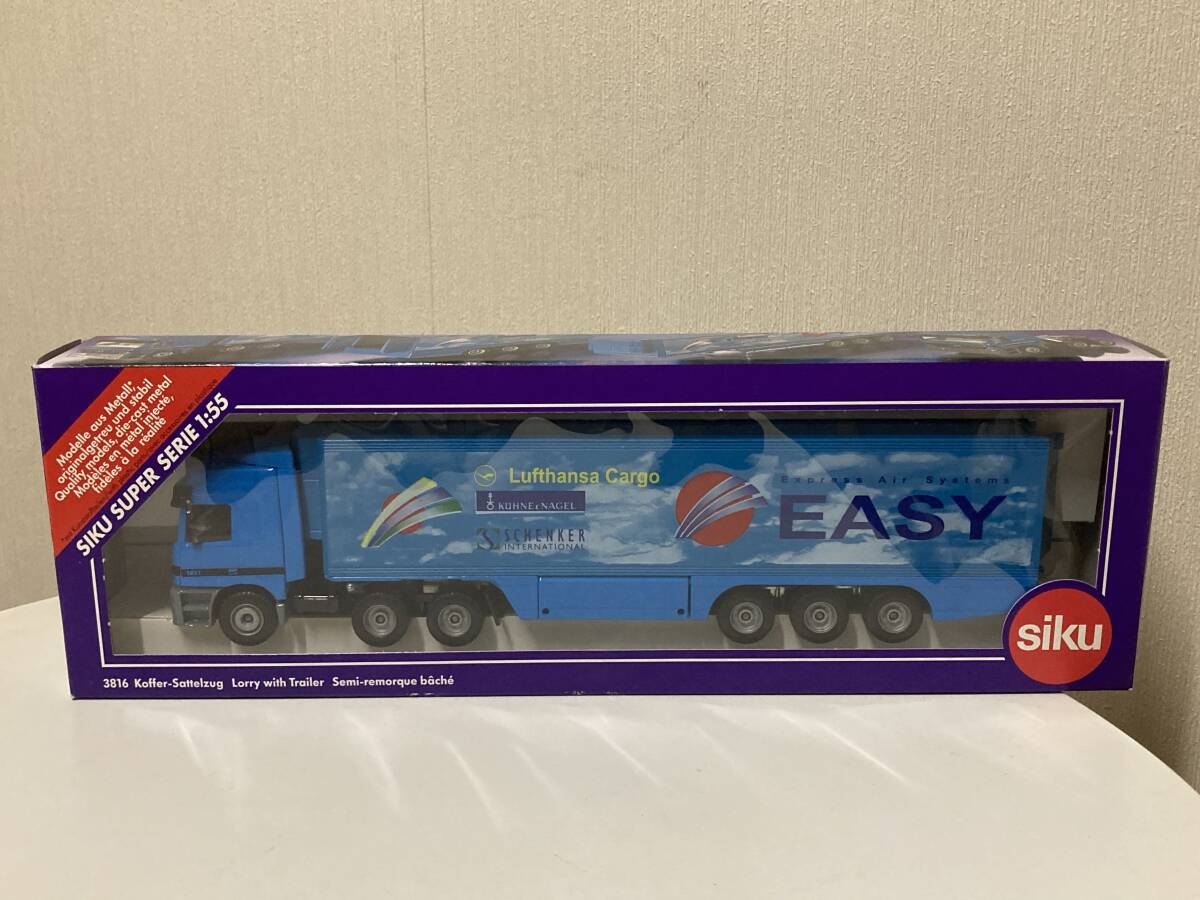 Modelle aus Metall*,
originalgetreu und stabil
Quality models, die-cast metal
Modèles en métal injecté,
fidèles à la réalité
SIKU SUPER SERIE 1:55
Lufthansa Cargo
KÜHNE & NAGEL
SCHENKER
INTERNATIONAL
Express Air Systems
EASY
siku
3816 Koffer-Sattelzug Lorry with Trailer Semi-remorque bâché